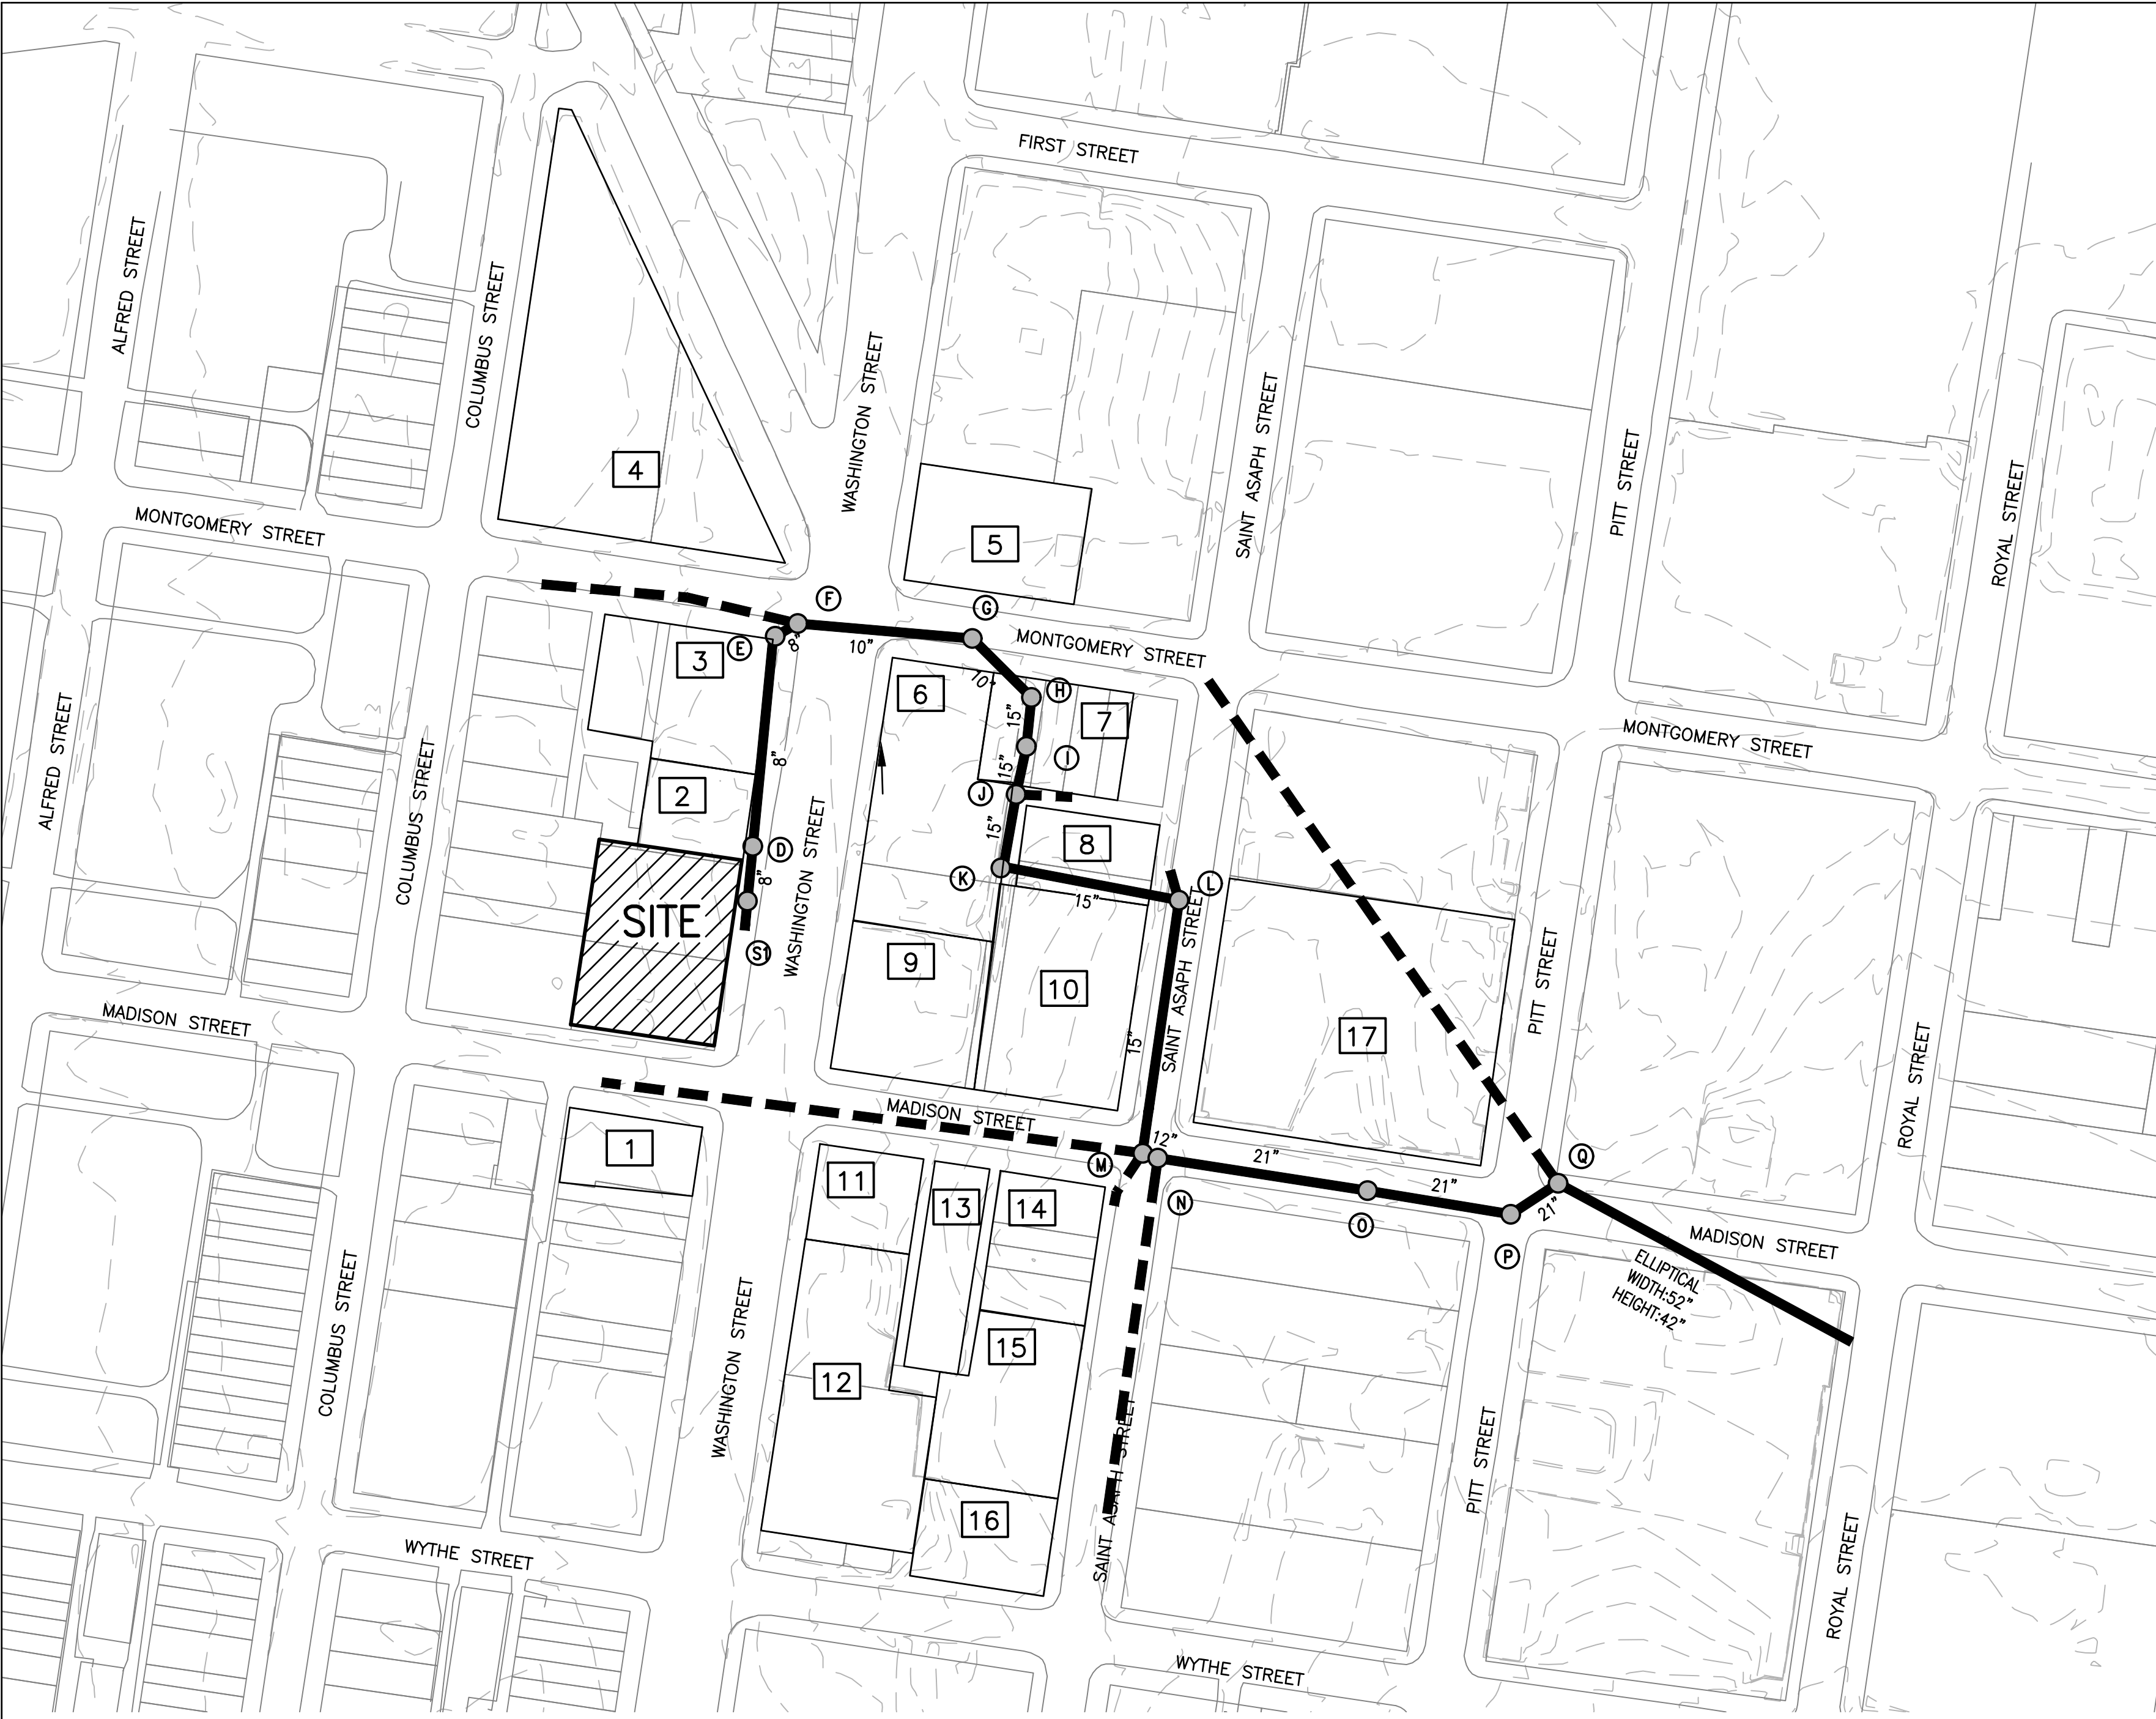 FIRST STREET
ALFRED STREET
COLUMBUS STREET
WASHINGTON STREET
SAINT ASAPH STREET
PITT STREET
ROYAL STREET
4
5
MONTGOMERY STREET
F
G
E
8"
10"
MONTGOMERY STREET
3
6
10"
H
15"
7
MONTGOMERY STREET
ALFRED STREET
COLUMBUS STREET
8"
15"
I
2
J
WASHINGTON STREET
15"
8
D
8"
K
L
15"
SITE
S1
9
10
SAINT ASAPH STREET
15"
17
PITT STREET
MADISON STREET
ROYAL STREET
MADISON STREET
12"
1
M
21"
21"
Q
21"
11
13
14
N
O
P
MADISON STREET
ELLIPTICAL
WIDTH:52"
HEIGHT:42"
COLUMBUS STREET
WASHINGTON STREET
12
15
SAINT ASAPH STREET
PITT STREET
16
WYTHE STREET
ROYAL STREET
WYTHE STREET